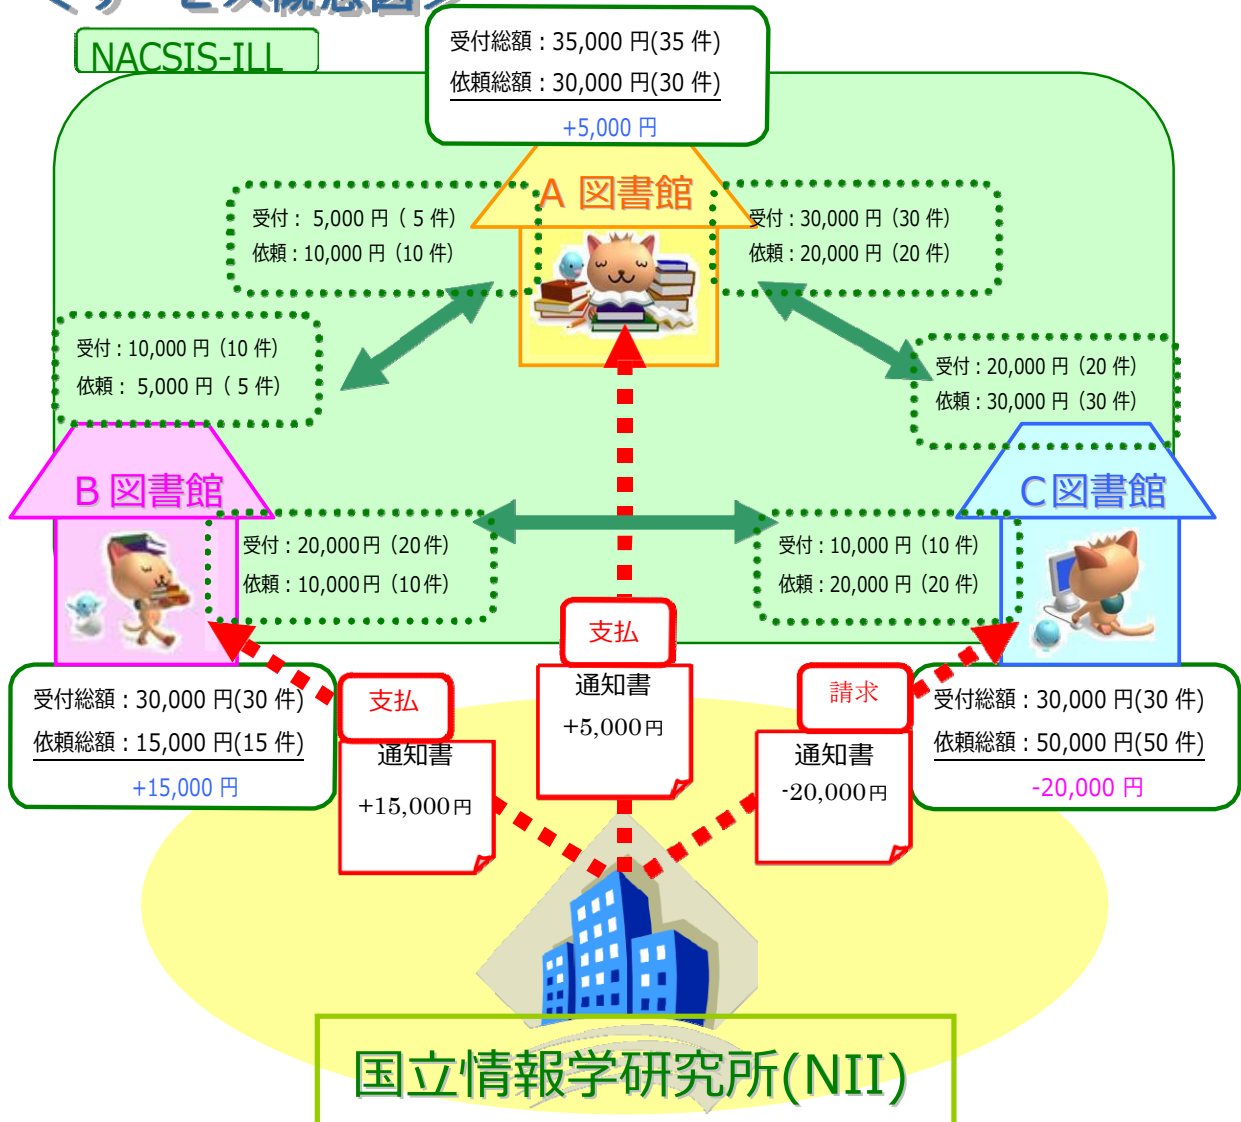 <サービス概念図>
NACSIS-ILL
受付総額：35,000 円(35 件)
依頼総額：30,000 円(30 件)
+5,000 円
A 図書館
受付： 5,000 円（ 5 件）
依頼：10,000 円（10 件）
受付：30,000 円（30 件）
依頼：20,000 円（20 件）
受付：10,000 円（10 件）
依頼： 5,000 円（ 5 件）
受付：20,000 円（20 件）
依頼：30,000 円（30 件）
B 図書館
C図書館
受付：20,000円（20件）
依頼：10,000円（10件）
受付：10,000 円（10 件）
依頼：20,000 円（20 件）
支払
通知書
+5,000円
受付総額：30,000 円(30 件)
依頼総額：15,000 円(15 件)
+15,000 円
支払
通知書
+15,000円
請求
通知書
-20,000円
受付総額：30,000 円(30 件)
依頼総額：50,000 円(50 件)
-20,000 円
国立情報学研究所(NII)